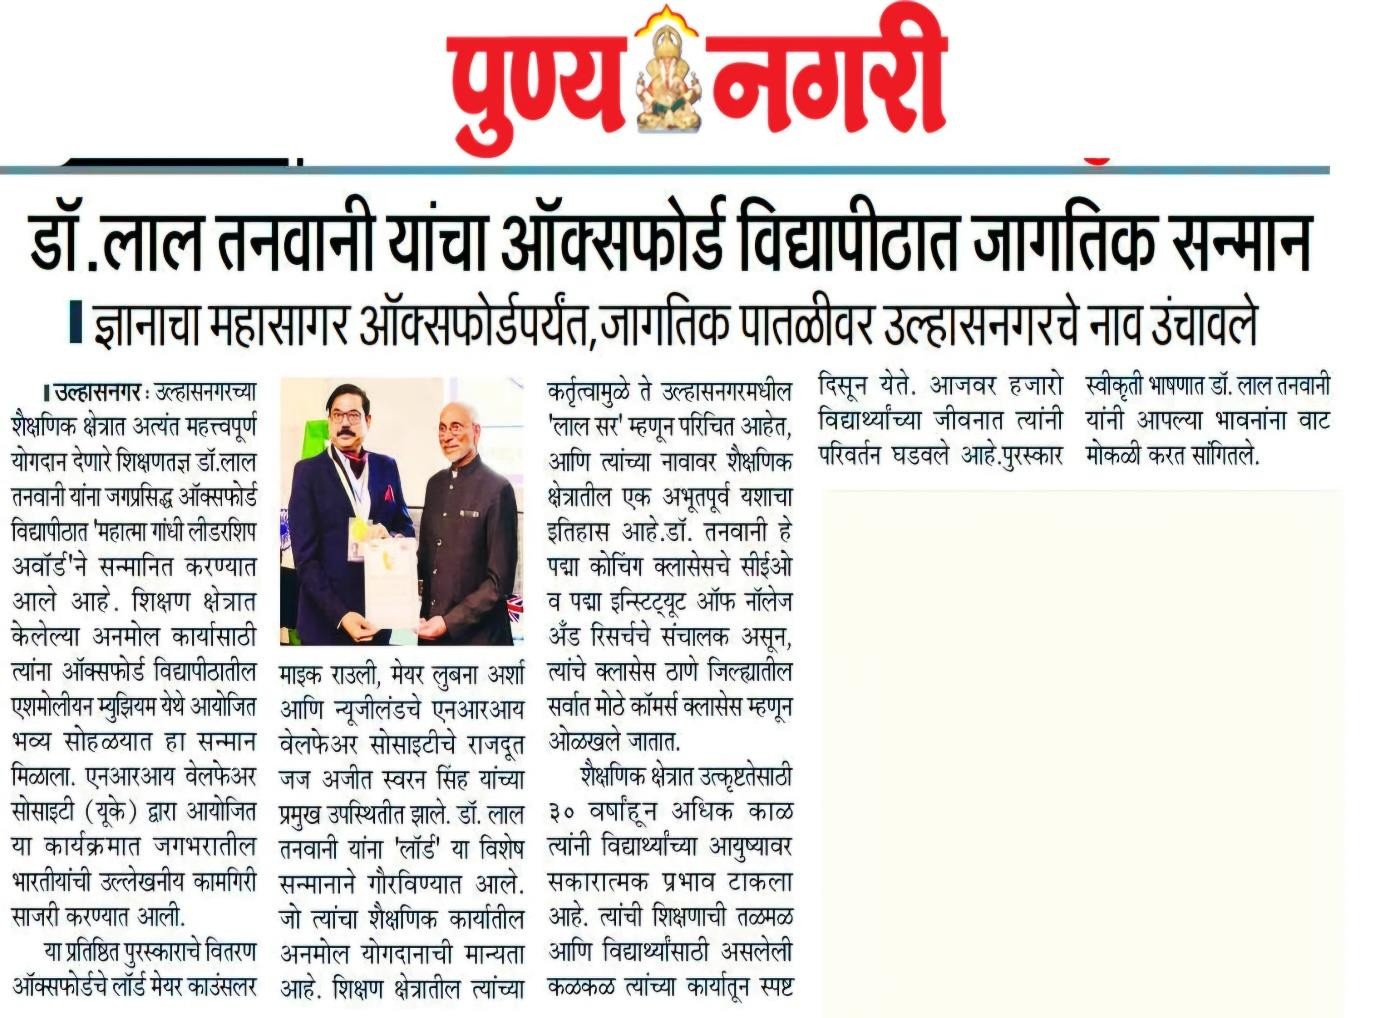 पुण्य नगरी
डॉ.लाल तनवानी यांचा ऑक्सफोर्ड विद्यापीठात जागतिक सन्मान
ज्ञानाचा महासागर ऑक्सफोर्डपर्यंत,जागतिक पातळीवर उल्हासनगरचे नाव उंचावले
उल्हासनगर : उल्हासनगरच्या
शैक्षणिक क्षेत्रात अत्यंत महत्त्वपूर्ण
योगदान देणारे शिक्षणतज्ञ डॉ.लाल
तनवानी यांना जगप्रसिद्ध ऑक्सफोर्ड
विद्यापीठात 'महात्मा गांधी लीडरशिप
अवॉर्ड'ने सन्मानित करण्यात
आले आहे. शिक्षण क्षेत्रात
केलेल्या अनमोल कार्यासाठी
त्यांना ऑक्सफोर्ड विद्यापीठातील
एशमोलीयन म्युझियम येथे आयोजित
भव्य सोहळयात हा सन्मान
मिळाला. एनआरआय वेलफेअर
सोसाइटी (यूके) द्वारा आयोजित
या कार्यक्रमात जगभरातील
भारतीयांची उल्लेखनीय कामगिरी
साजरी करण्यात आली.
या प्रतिष्ठित पुरस्काराचे वितरण
ऑक्सफोर्डचे लॉर्ड मेयर काउंसलर
माइक राउली, मेयर लुबना अर्शा
आणि न्यूजीलंडचे एनआरआय
वेलफेअर सोसाइटीचे राजदूत
जज अजीत स्वरन सिंह यांच्या
प्रमुख उपस्थितीत झाले. डॉ. लाल
तनवानी यांना 'लॉर्ड' या विशेष
सन्मानाने गौरविण्यात आले.
जो त्यांचा शैक्षणिक कार्यातील
अनमोल योगदानाची मान्यता
आहे. शिक्षण क्षेत्रातील त्यांच्या
कर्तृत्वामुळे ते उल्हासनगरमधील
'लाल सर' म्हणून परिचित आहेत,
आणि त्यांच्या नावावर शैक्षणिक
क्षेत्रातील एक अभूतपूर्व यशाचा
इतिहास आहे.डॉ. तनवानी हे
पद्मा कोचिंग क्लासेसचे सीईओ
व पद्मा इन्स्टिट्यूट ऑफ नॉलेज
अँड रिसर्चचे संचालक असून,
त्यांचे क्लासेस ठाणे जिल्ह्यातील
सर्वात मोठे कॉमर्स क्लासेस म्हणून
ओळखले जातात.
शैक्षणिक क्षेत्रात उत्कृष्टतेसाठी
३० वर्षांहून अधिक काळ
त्यांनी विद्यार्थ्यांच्या आयुष्यावर
सकारात्मक प्रभाव टाकला
आहे. त्यांची शिक्षणाची तळमळ
आणि विद्यार्थ्यांसाठी असलेली
कळकळ त्यांच्या कार्यातून स्पष्ट
दिसून येते. आजवर हजारो
विद्यार्थ्यांच्या जीवनात त्यांनी
परिवर्तन घडवले आहे.पुरस्कार
स्वीकृती भाषणात डॉ. लाल तनवानी
यांनी आपल्या भावनांना वाट
मोकळी करत सांगितले.